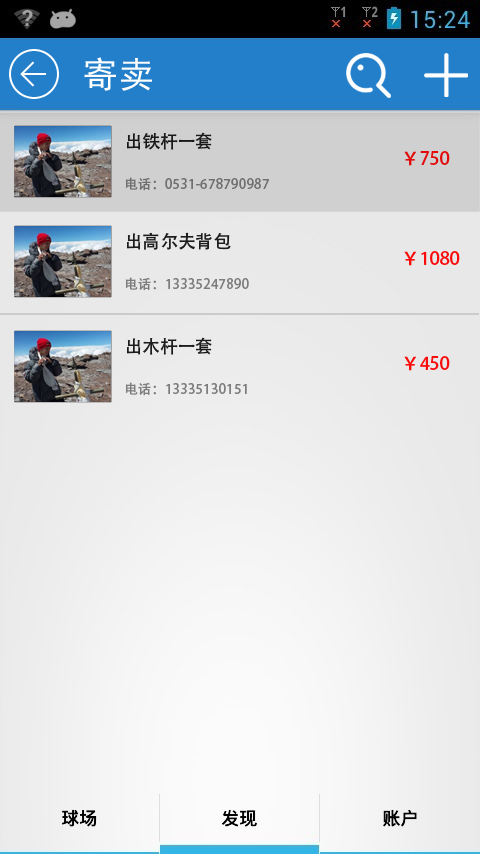 1 2 15:24
寄卖
出铁杆一套
¥750
电话：0531-678790987
出高尔夫背包
¥1080
电话：13335247890
出木杆一套
¥450
电话：13335130151
球场 发现 账户